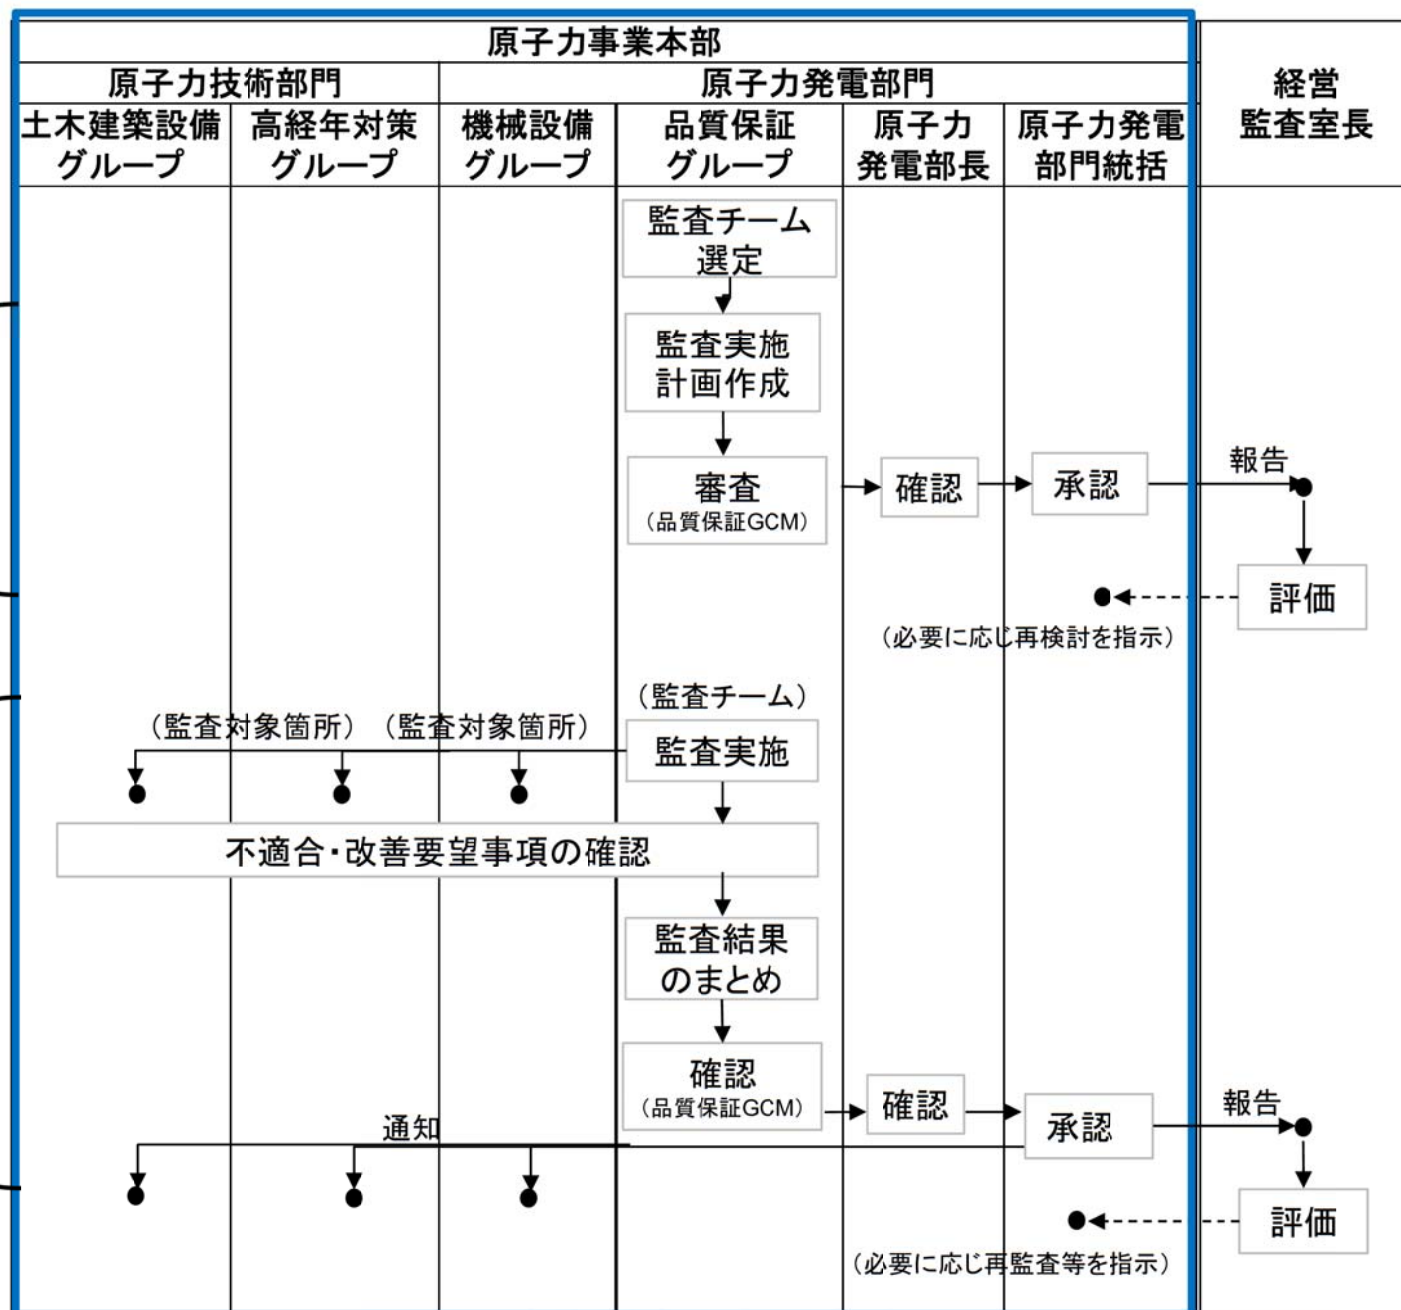 原子力事業本部
原子力技術部門
原子力発電部門
経営
監査室長
土木建築設備
グループ
高経年対策
グループ
機械設備
グループ
品質保証
グループ
原子力
発電部長
原子力発電
部門統括
監査チーム
選定
監査実施
計画作成
審査
（品質保証GCM）
確認
承認
報告
評価
（必要に応じ再検討を指示）
（監査チーム）
（監査対象箇所）
（監査対象箇所）
監査実施
不適合・改善要望事項の確認
監査結果
のまとめ
確認
（品質保証GCM）
確認
承認
報告
通知
評価
（必要に応じ再監査等を指示）